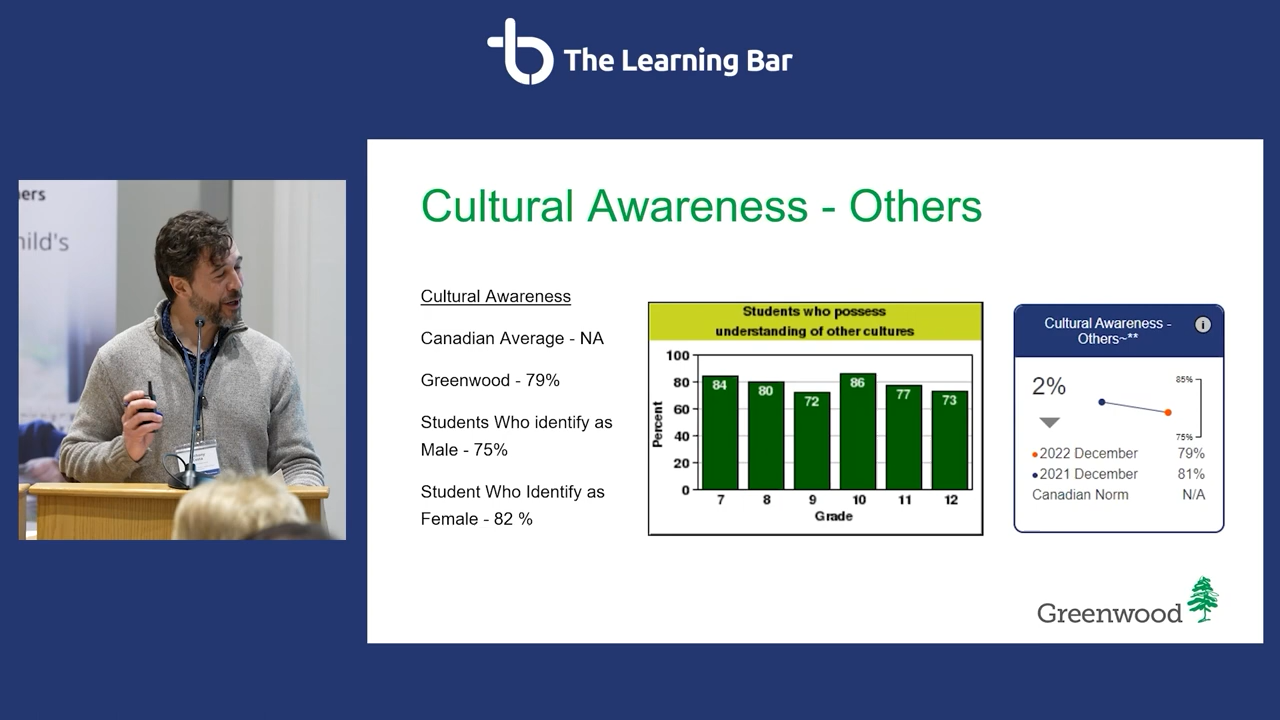 The Learning Bar
ers
hild's
Cultural Awareness - Others
Cultural Awareness
Canadian Average - NA
Greenwood - 79%
Students Who identify as
Male - 75%
Student Who Identify as
Female - 82 %
Students who possess
understanding of other cultures
Percent
100
80
60
40
20
0
84
80
72
86
77
73
7 8 9 10 11 12
Grade
Cultural Awareness -
Others~**
i
2%
85%
75%
2022 December 79%
2021 December 81%
Canadian Norm N/A
Greenwood